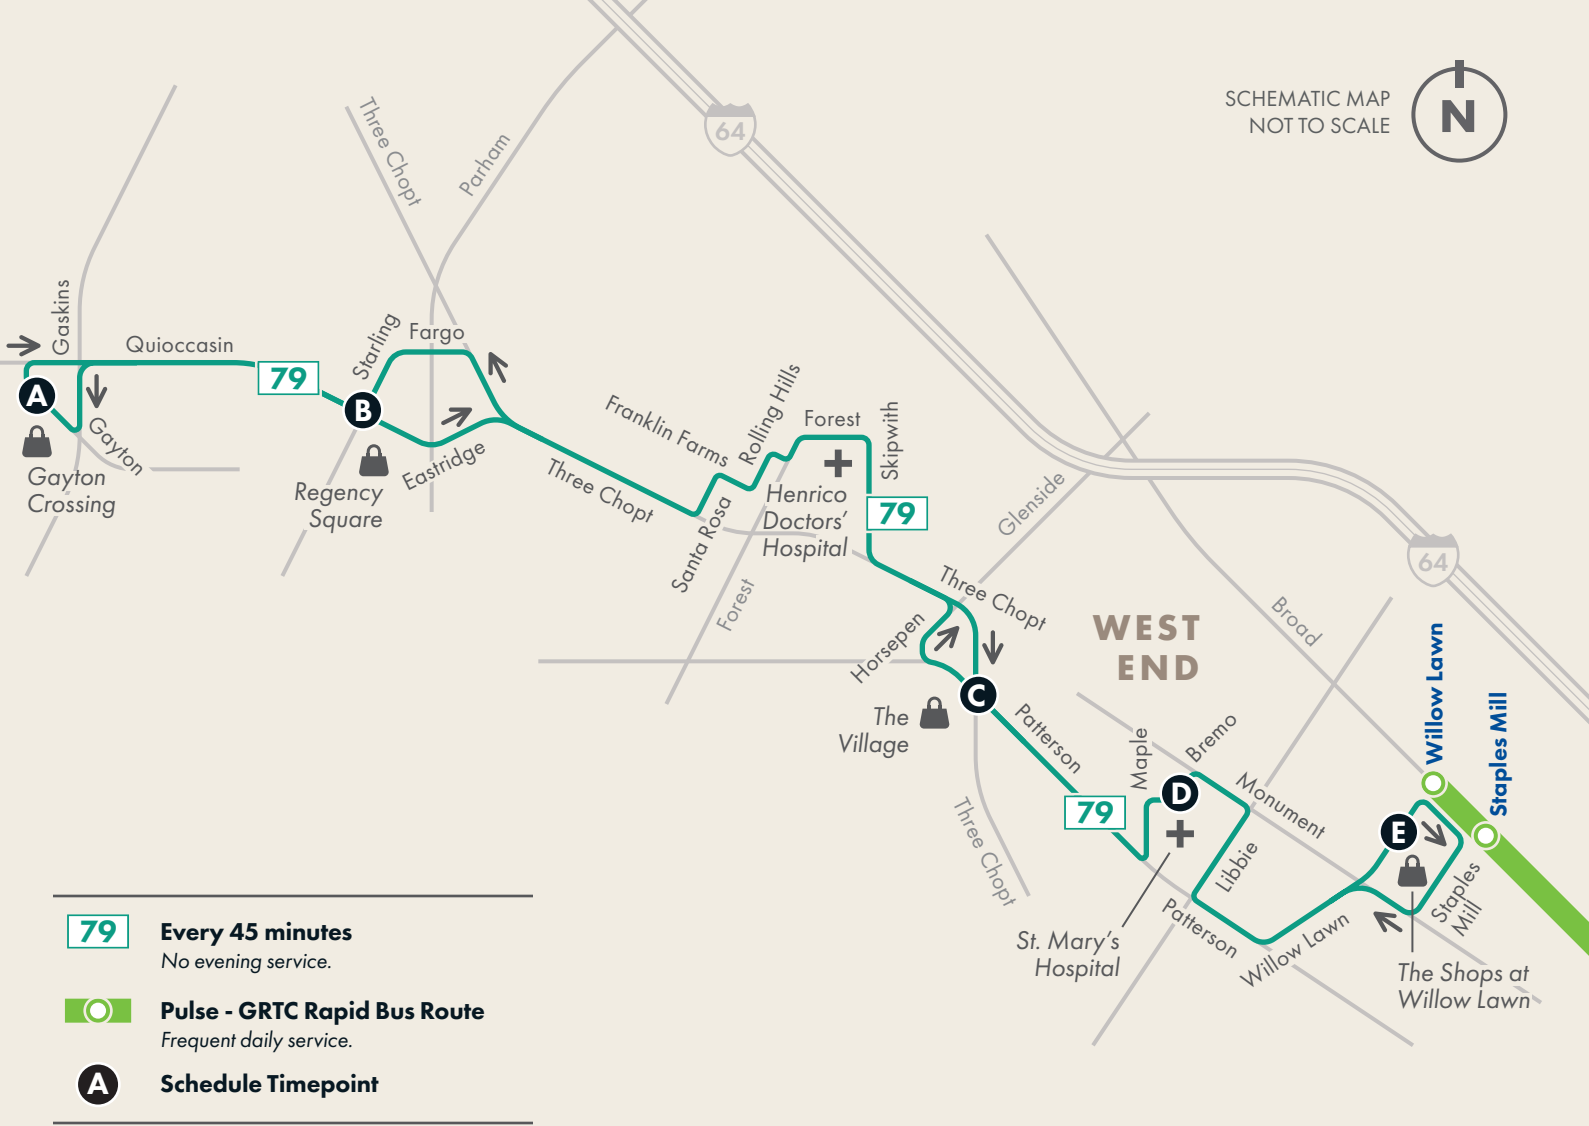 SCHEMATIC MAP
NOT TO SCALE
N
64
Three Chopt
Parham
Gaskins
Quioccasin
79
Starling
Fargo
A
B
Gayton
Gayton
Crossing
Regency
Square
Eastridge
Three Chopt
Franklin Farms
Rolling Hills
Forest
Skipwith
Santa Rosa
Henrico
Doctors'
Hospital
79
Forest
Glenside
64
Three Chopt
Horsepen
WEST
END
Broad
C
The
Village
Patterson
Three Chopt
79
Maple
Bremo
D
Monument
Libbie
Patterson
St. Mary's
Hospital
Willow Lawn
Willow Lawn
Staples Mill
E
Staples
Mill
The Shops at
Willow Lawn
79
Every 45 minutes
No evening service.
Pulse - GRTC Rapid Bus Route
Frequent daily service.
A
Schedule Timepoint